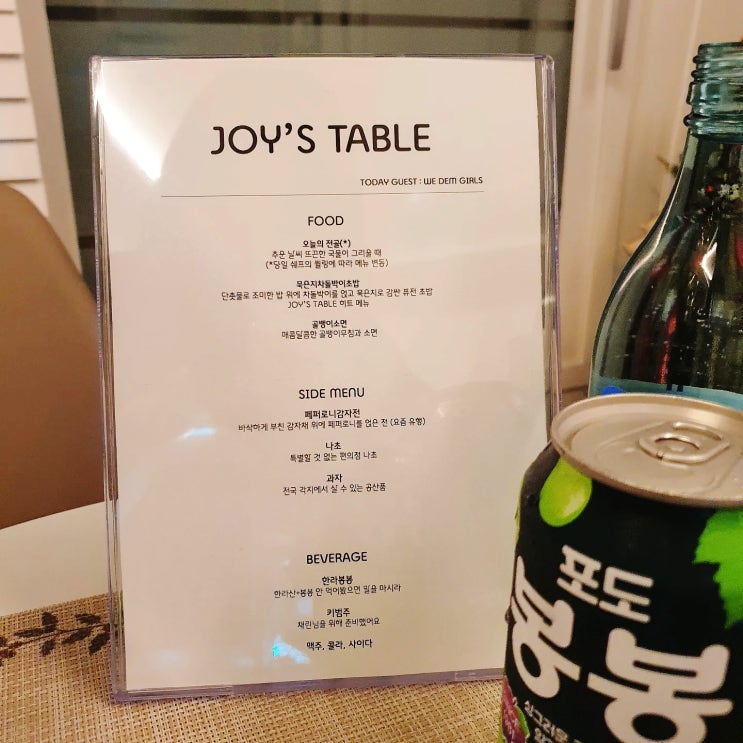 JOY'S TABLE
TODAY GUEST : WE DEM GIRLS
FOOD
오늘의 전골(*)
추운 날씨 뜨끈한 국물이 그리울 때
(*당일 쉐프의 퀄링에 따라 메뉴 변동)
묵은지차돌박이초밥
단촛물로 조미한 밥 위에 차돌박이를 얹고 묵은지로 감싼 퓨전 초밥
JOY'S TABLE 히트 메뉴
골뱅이소면
매콤달콤한 골뱅이무침과 소면
SIDE MENU
페퍼로니감자전
바삭하게 부친 감자채 위에 페퍼로니를 얹은 전 (요즘 유행)
나초
특별할 것 없는 편의점 나초
과자
전국 각지에서 살 수 있는 공산품
BEVERAGE
한라봉봉
한라산+봉봉 안 먹어봤으면 말을 마시라
키범주
채린님을 위해 준비했어요
맥주, 콜라, 사이다
포도
봉봉
싱그러운